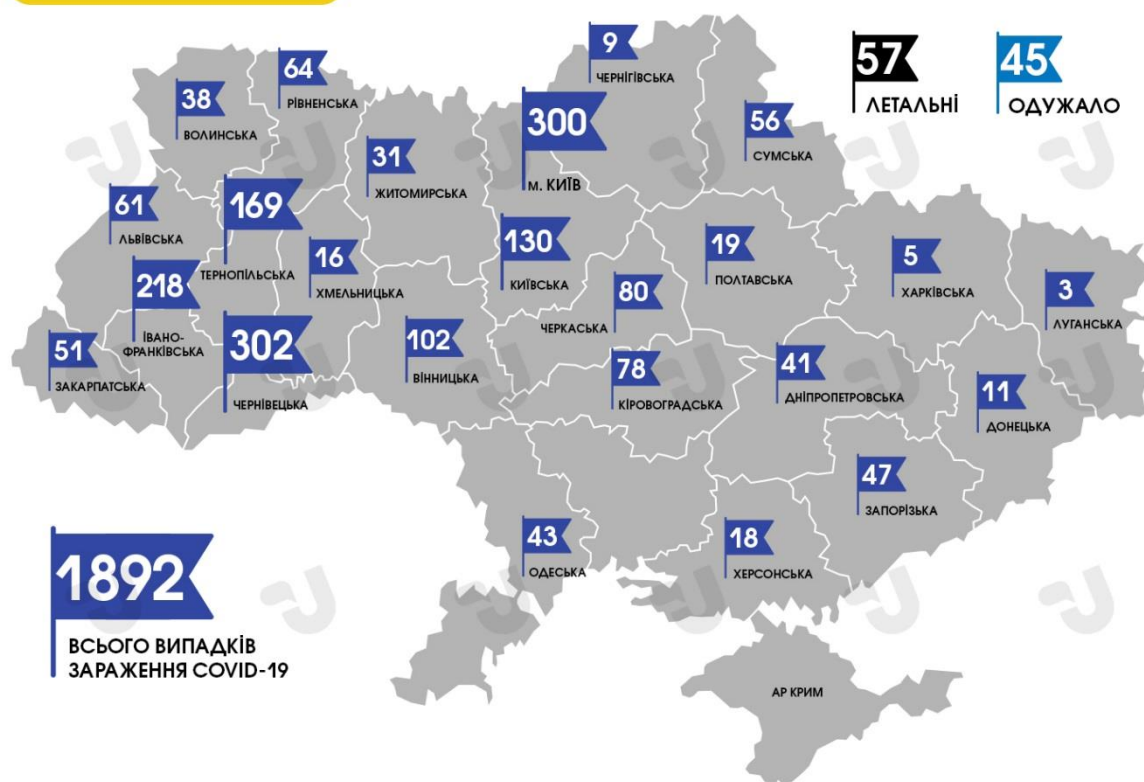 9
ЧЕРНІГІВСЬКА
57
ЛЕТАЛЬНІ
45
ОДУЖАЛО
64
РІВНЕНСЬКА
38
ВОЛИНСЬКА
300
м. КИЇВ
56
СУМСЬКА
31
ЖИТОМИРСЬКА
61
ЛЬВІВСЬКА
169
ТЕРНОПІЛЬСЬКА
16
ХМЕЛЬНИЦЬКА
130
КИЇВСЬКА
19
ПОЛТАВСЬКА
5
ХАРКІВСЬКА
3
ЛУГАНСЬКА
218
ІВАНО-
ФРАНКІВСЬКА
80
ЧЕРКАСЬКА
51
ЗАКАРПАТСЬКА
302
ЧЕРНІВЕЦЬКА
102
ВІННИЦЬКА
78
КІРОВОГРАДСЬКА
41
ДНІПРОПЕТРОВСЬКА
11
ДОНЕЦЬКА
47
ЗАПОРІЗЬКА
43
ОДЕСЬКА
18
ХЕРСОНСЬКА
1892
ВСЬОГО ВИПАДКІВ
ЗАРАЖЕННЯ COVID-19
АР КРИМ